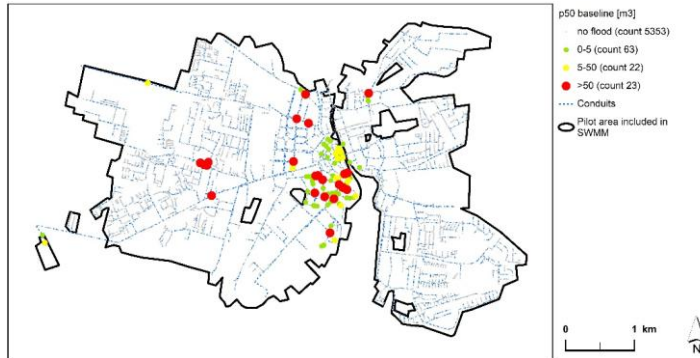 p50 baseline [m3]
no flood (count 5353)
0-5 (count 63)
5-50 (count 22)
>50 (count 23)
Conduits
Pilot area included in
SWMM
0 1 km
N